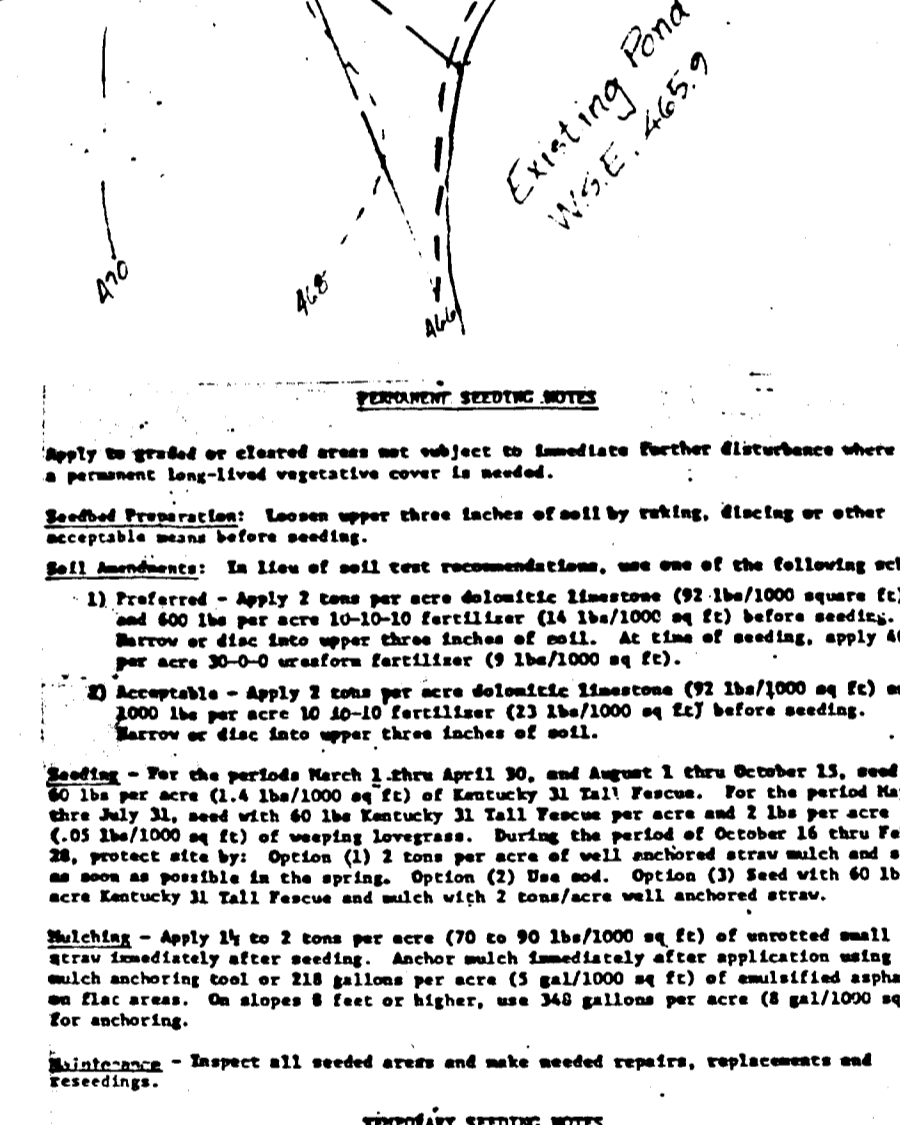 Existing Pond
W.S.E. 465.9
470
468
466
PERMANENT SEEDING NOTES
Apply to graded or cleared areas not subject to immediate further disturbance where
a permanent long-lived vegetative cover is needed.
Seedbed Preparation: Loosen upper three inches of soil by raking, discing or other
acceptable means before seeding.
Soil Amendments: In lieu of soil test recommendations, use one of the following
1) Preferred - Apply 2 tons per acre dolomitic limestone (92 lbs/1000 square ft)
and 600 lbs per acre 10-10-10 fertilizer (14 lbs/1000 sq ft) before seeding.
Harrow or disc into upper three inches of soil. At time of seeding, apply
per acre 30-0-0 ureaform fertilizer (9 lbs/1000 sq ft).
2) Acceptable - Apply 2 tons per acre dolomitic limestone (92 lbs/1000 sq ft)
1000 lbs per acre 10 10-10 fertilizer (23 lbs/1000 sq ft) before seeding.
Harrow or disc into upper three inches of soil.
Seeding - For the periods March 1 thru April 30, and August 1 thru October 15, seed
60 lbs per acre (1.4 lbs/1000 sq ft) of Kentucky 31 Tall Fescue. For the period
thru July 31, seed with 60 lbs Kentucky 31 Tall Fescue per acre and 2 lbs per acre
(.05 lbs/1000 sq ft) of weeping lovegrass. During the period of October 16 thru
28, protect site by: Option (1) 2 tons per acre of well anchored straw mulch and
as soon as possible in the spring. Option (2) Use sod. Option (3) Seed with 60
acre Kentucky 31 Tall Fescue and mulch with 2 tons/acre well anchored straw.
Mulching - Apply 1½ to 2 tons per acre (70 to 90 lbs/1000 sq ft) of unrotted small
straw immediately after seeding. Anchor mulch immediately after application using
mulch anchoring tool or 218 gallons per acre (5 gal/1000 sq ft) of emulsified
on flat areas. On slopes 8 feet or higher, use 348 gallons per acre (8 gal/1000 sq
for anchoring.
Maintenance - Inspect all seeded areas and make needed repairs, replacements and
reseedings.
TEMPORARY SEEDING NOTES